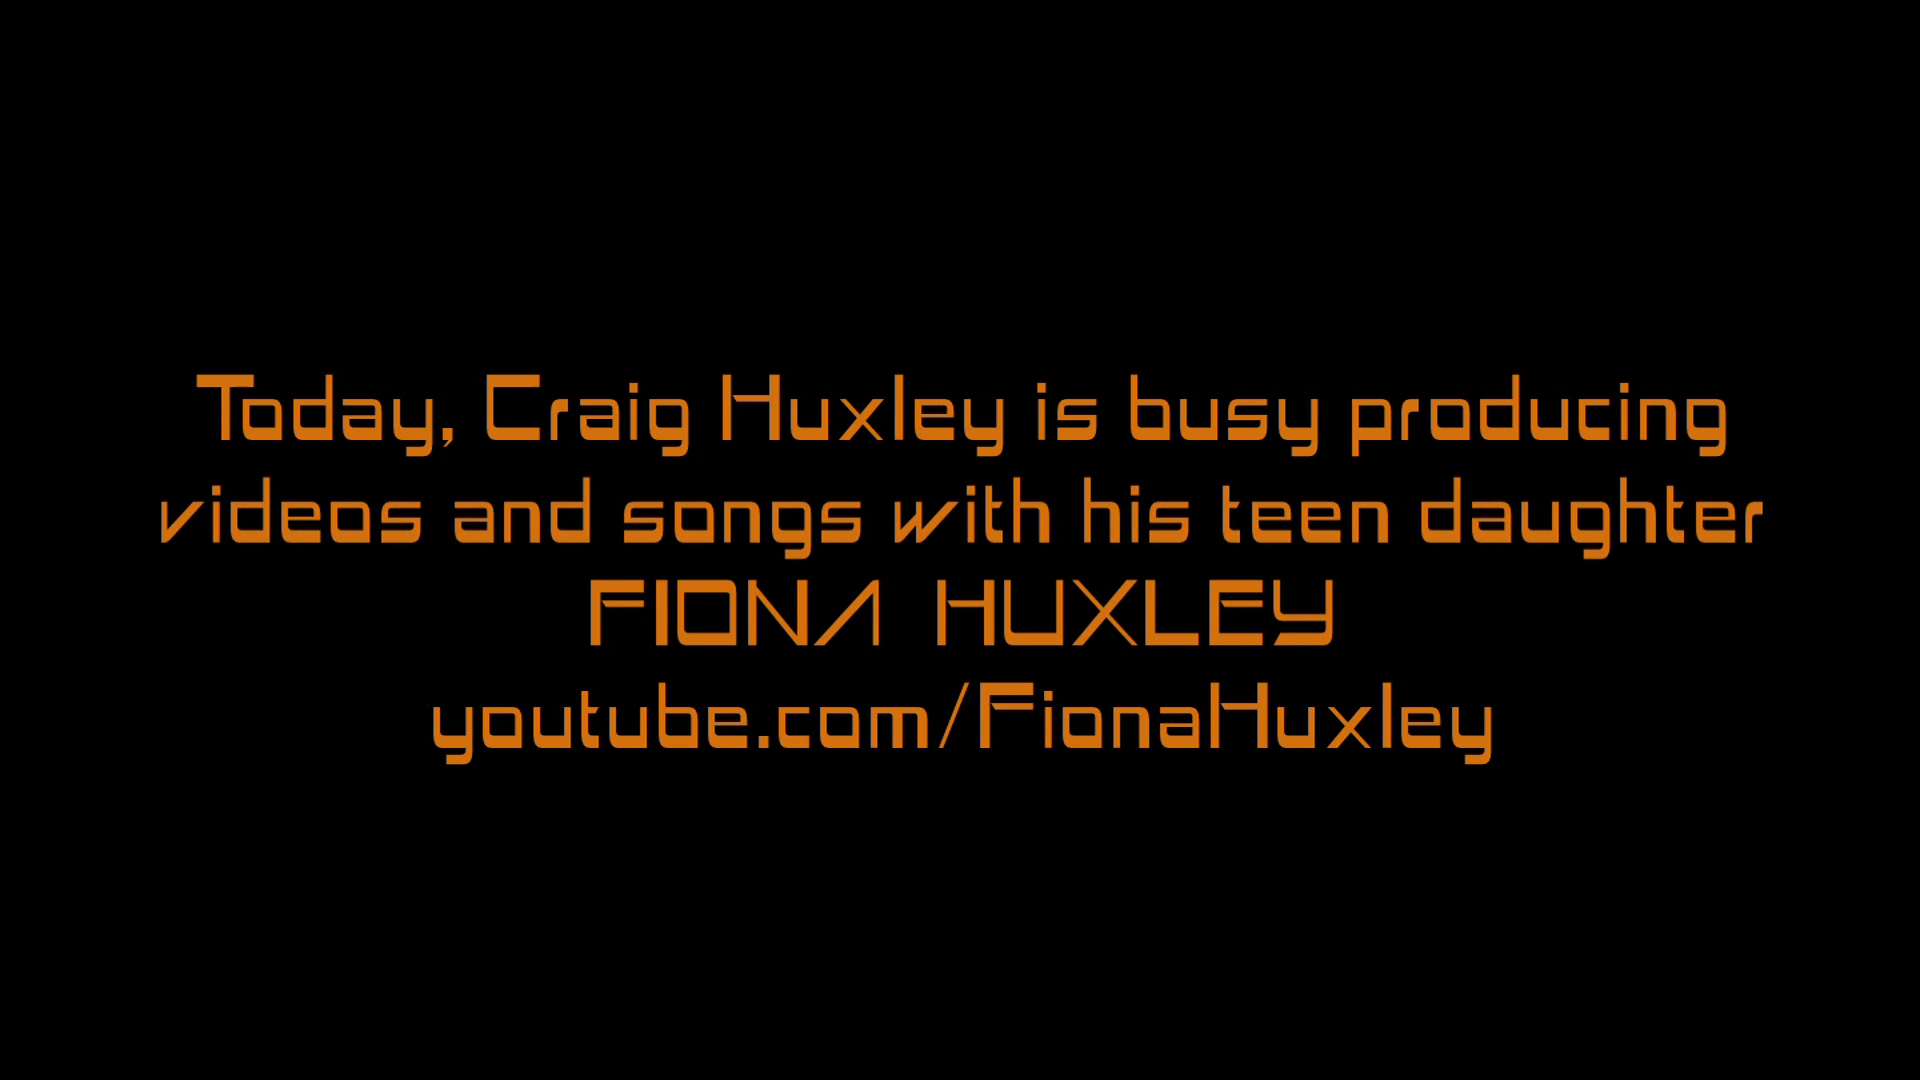 Today, Craig Huxley is busy producing
videos and songs with his teen daughter
FIONA HUXLEY
youtube.com/FionaHuxley